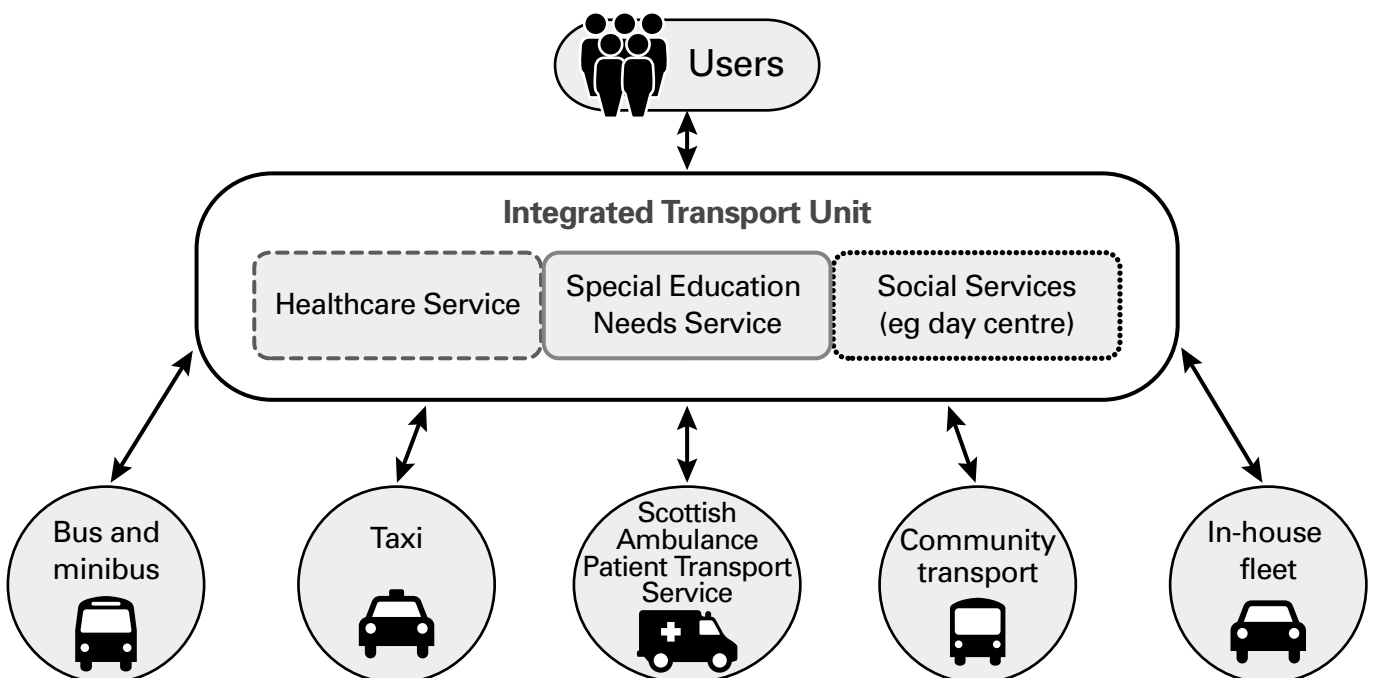 Users
Integrated Transport Unit
Healthcare Service
Special Education
Needs Service
Social Services
(eg day centre)
Bus and
minibus
Taxi
Scottish
Ambulance
Patient Transport
Service
Community
transport
In-house
fleet